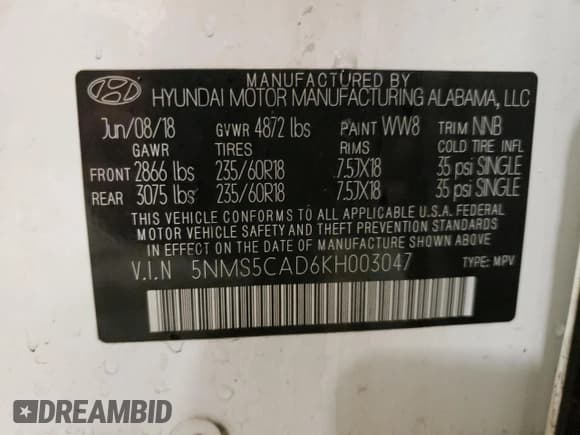 MANUFACTURED BY
HYUNDAI MOTOR MANUFACTURING ALABAMA, LLC
Jun/08/18 GVWR 4872 lbs PAINT WW8 TRIM NNB
GAWR TIRES RIMS COLD TIRE INFL
FRONT 2866 lbs 235/60R18 7.5JX18 35 psi SINGLE
REAR 3075 lbs 235/60R18 7.5JX18 35 psi SINGLE
THIS VEHICLE CONFORMS TO ALL APPLICABLE U.S.A. FEDERAL
MOTOR VEHICLE SAFETY AND THEFT PREVENTION STANDARDS
IN EFFECT ON THE DATE OF MANUFACTURE SHOWN ABOVE.
V.I.N 5NMS5CAD6KH003047 TYPE: MPV
DREAMBID